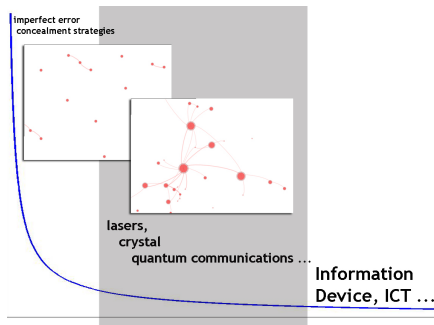 imperfect error
concealment strategies
lasers,
crystal
quantum communications ...
Information
Device, ICT ...